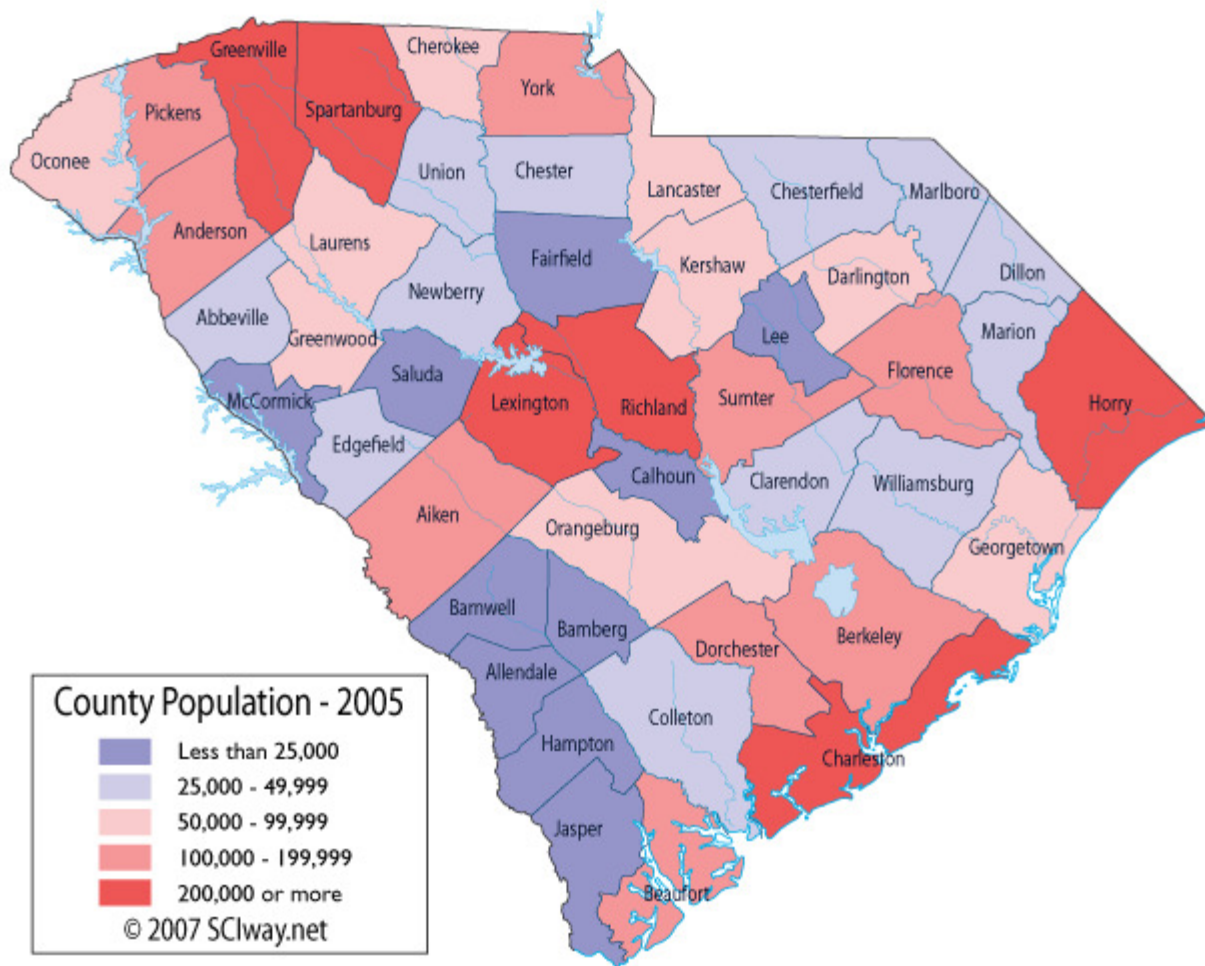 Greenville
Cherokee
York
Pickens
Spartanburg
Oconee
Union
Chester
Lancaster
Chesterfield
Marlboro
Anderson
Laurens
Fairfield
Kershaw
Darlington
Dillon
Newberry
Abbeville
Greenwood
Lee
Marion
Saluda
Florence
McCormick
Lexington
Richland
Sumter
Horry
Edgefield
Calhoun
Clarendon
Williamsburg
Aiken
Orangeburg
Georgetown
Barnwell
Bamberg
Berkeley
Dorchester
Allendale
Colleton
Hampton
Charleston
Jasper
Beaufort
County Population - 2005
Less than 25,000
25,000 - 49,999
50,000 - 99,999
100,000 - 199,999
200,000 or more
© 2007 SCIway.net